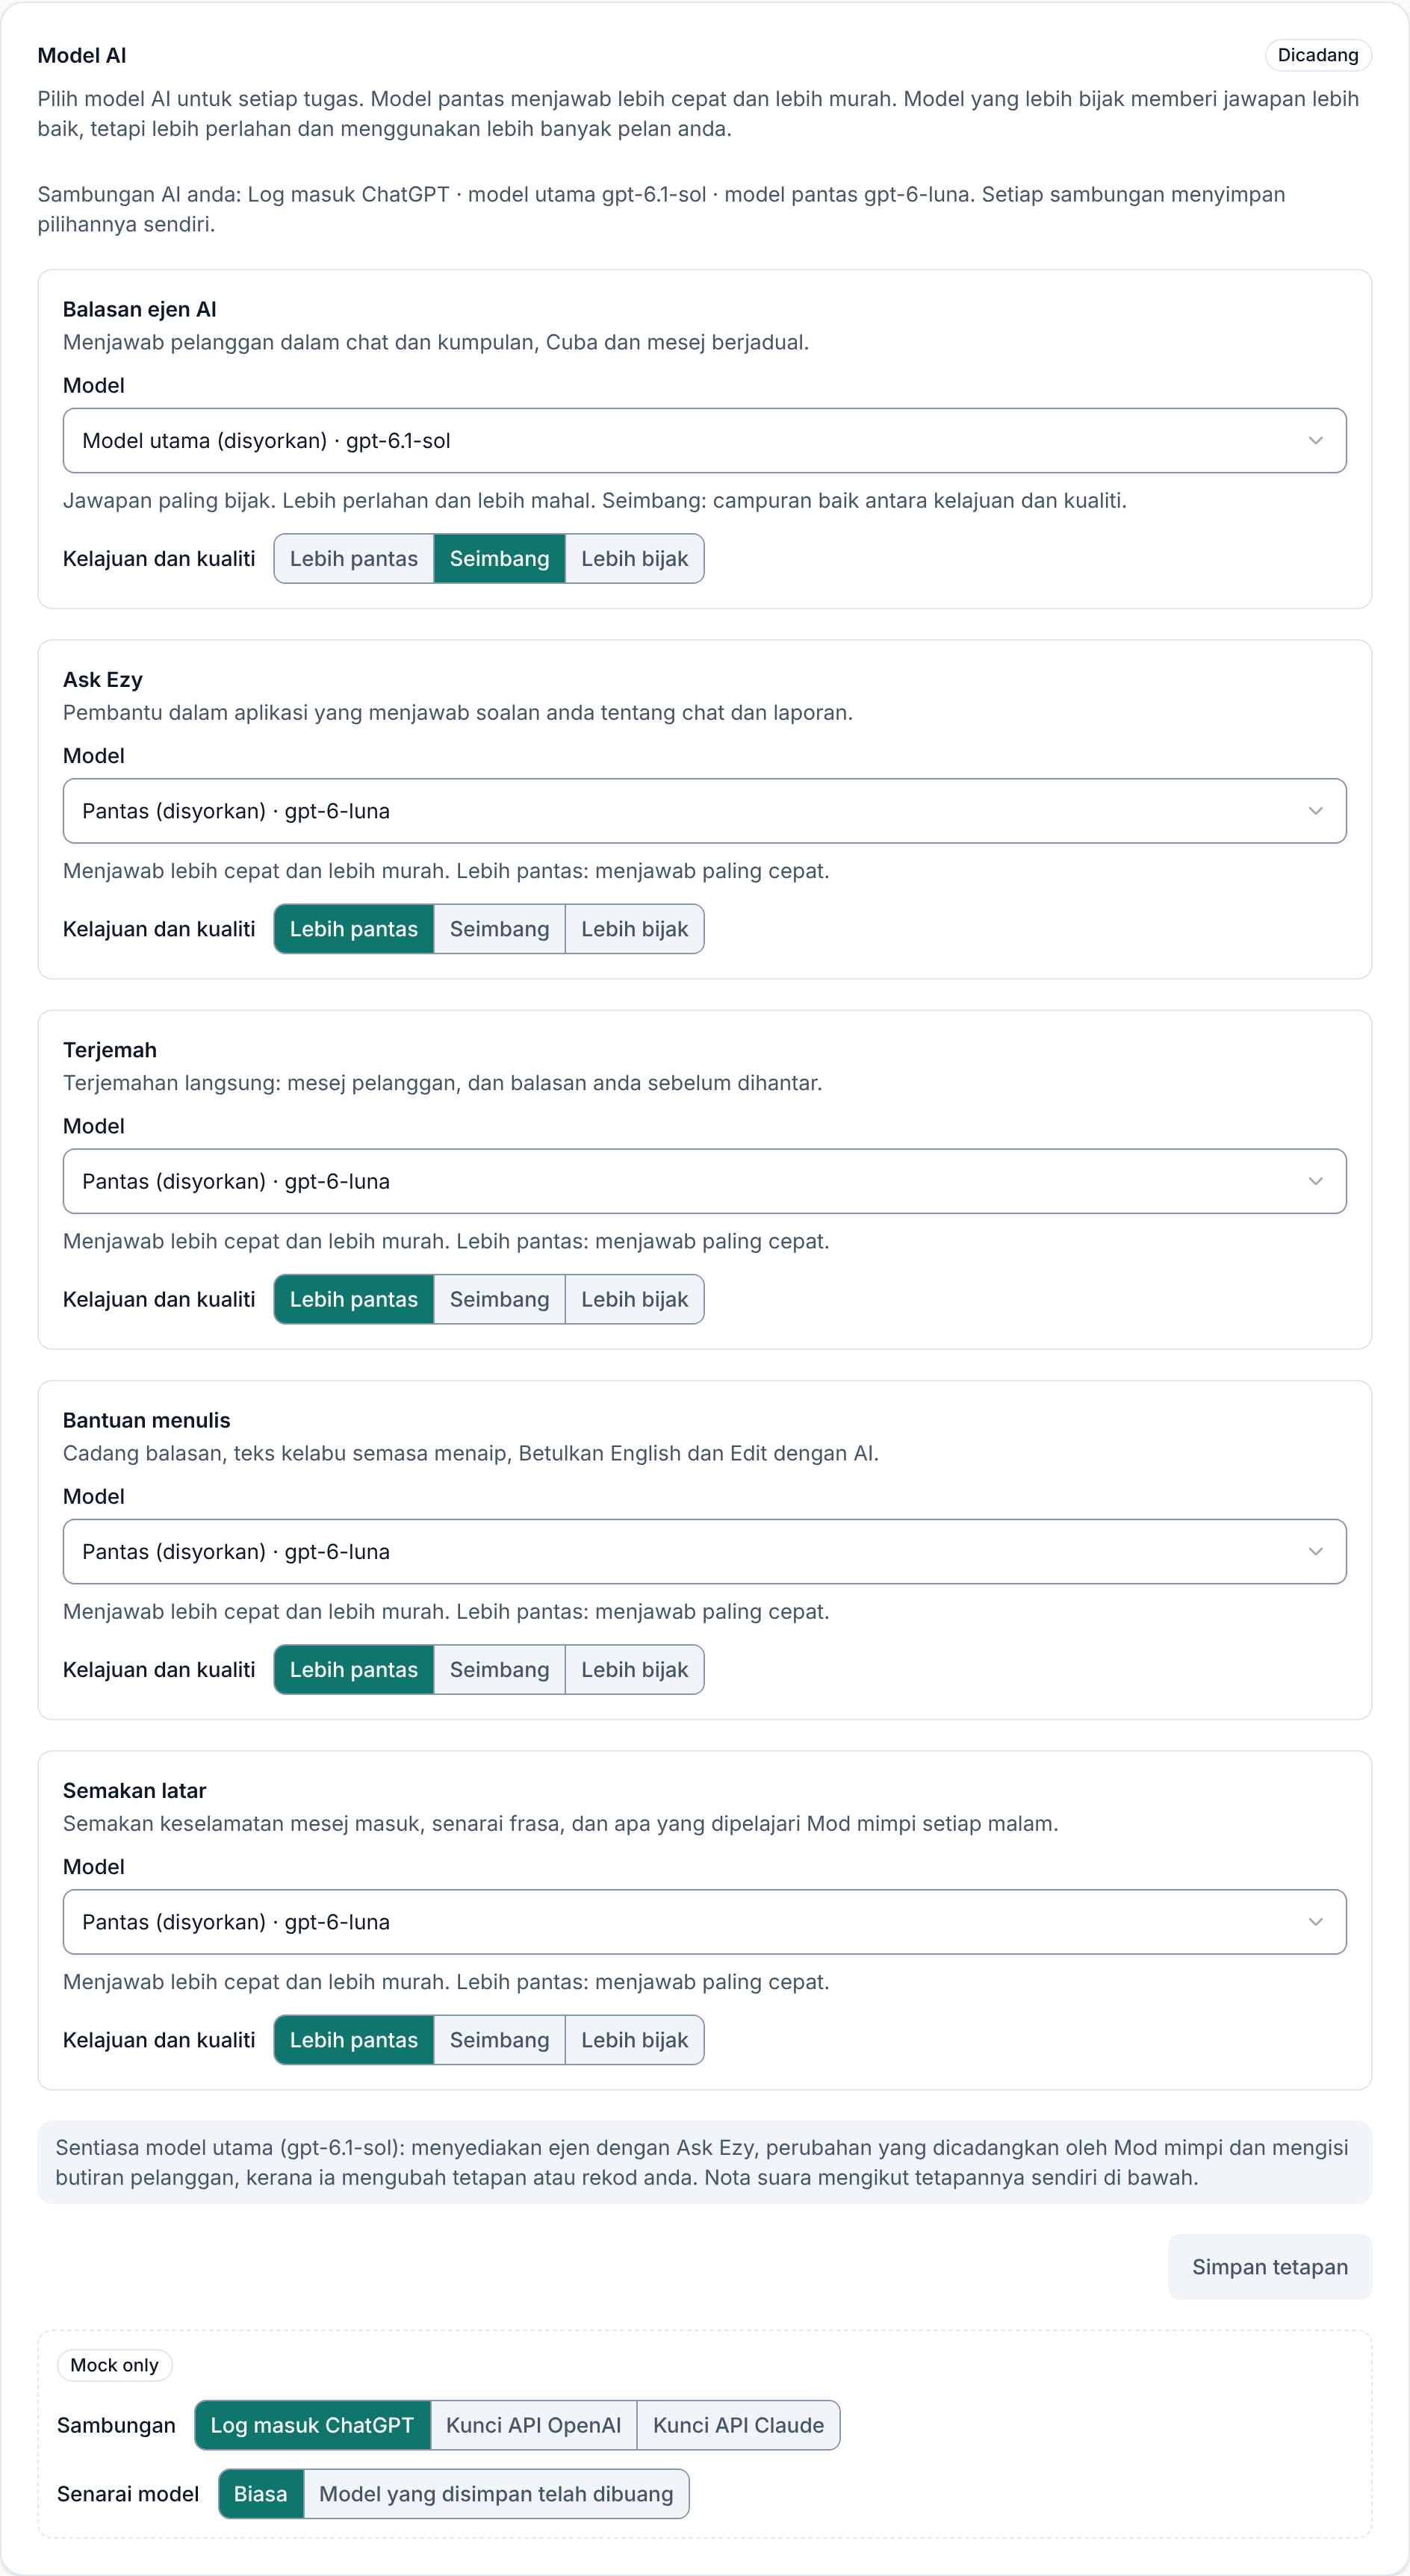 Model AI
Dicadang
Pilih model AI untuk setiap tugas. Model pantas menjawab lebih cepat dan lebih murah. Model yang lebih bijak memberi jawapan lebih
baik, tetapi lebih perlahan dan menggunakan lebih banyak pelan anda.
Sambungan AI anda: Log masuk ChatGPT · model utama gpt-6.1-sol · model pantas gpt-6-luna. Setiap sambungan menyimpan
pilihannya sendiri.
Balasan ejen AI
Menjawab pelanggan dalam chat dan kumpulan, Cuba dan mesej berjadual.
Model
Model utama (disyorkan) · gpt-6.1-sol
Jawapan paling bijak. Lebih perlahan dan lebih mahal. Seimbang: campuran baik antara kelajuan dan kualiti.
Kelajuan dan kualiti
Lebih pantas
Seimbang
Lebih bijak
Ask Ezy
Pembantu dalam aplikasi yang menjawab soalan anda tentang chat dan laporan.
Model
Pantas (disyorkan) · gpt-6-luna
Menjawab lebih cepat dan lebih murah. Lebih pantas: menjawab paling cepat.
Kelajuan dan kualiti
Lebih pantas
Seimbang
Lebih bijak
Terjemah
Terjemahan langsung: mesej pelanggan, dan balasan anda sebelum dihantar.
Model
Pantas (disyorkan) · gpt-6-luna
Menjawab lebih cepat dan lebih murah. Lebih pantas: menjawab paling cepat.
Kelajuan dan kualiti
Lebih pantas
Seimbang
Lebih bijak
Bantuan menulis
Cadang balasan, teks kelabu semasa menaip, Betulkan English dan Edit dengan AI.
Model
Pantas (disyorkan) · gpt-6-luna
Menjawab lebih cepat dan lebih murah. Lebih pantas: menjawab paling cepat.
Kelajuan dan kualiti
Lebih pantas
Seimbang
Lebih bijak
Semakan latar
Semakan keselamatan mesej masuk, senarai frasa, dan apa yang dipelajari Mod mimpi setiap malam.
Model
Pantas (disyorkan) · gpt-6-luna
Menjawab lebih cepat dan lebih murah. Lebih pantas: menjawab paling cepat.
Kelajuan dan kualiti
Lebih pantas
Seimbang
Lebih bijak
Sentiasa model utama (gpt-6.1-sol): menyediakan ejen dengan Ask Ezy, perubahan yang dicadangkan oleh Mod mimpi dan mengisi
butiran pelanggan, kerana ia mengubah tetapan atau rekod anda. Nota suara mengikut tetapannya sendiri di bawah.
Simpan tetapan
Mock only
Sambungan
Log masuk ChatGPT
Kunci API OpenAI
Kunci API Claude
Senarai model
Biasa
Model yang disimpan telah dibuang